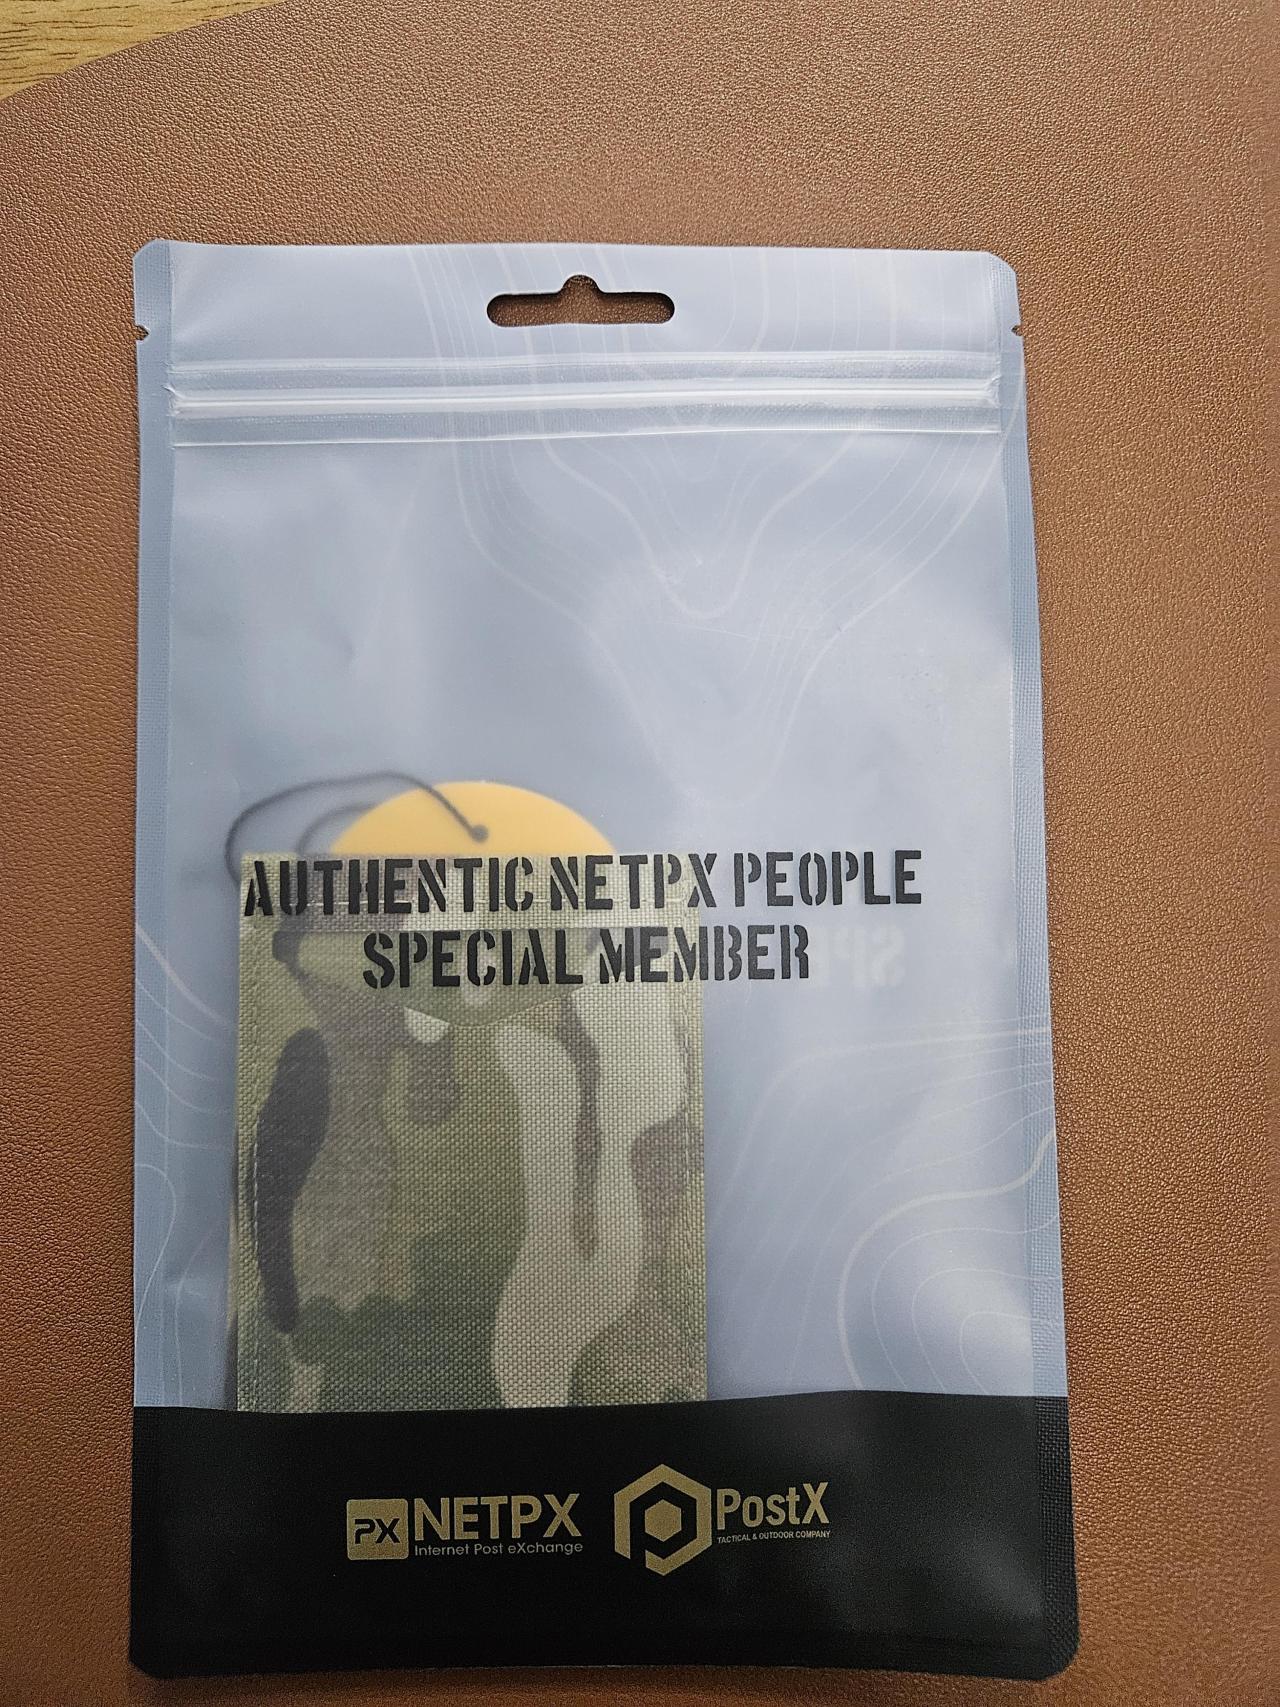 AUTHENTIC NETPX PEOPLE
SPECIAL MEMBER
PX NETPX
Internet Post eXchange
PostX
TACTICAL & OUTDOOR COMPANY